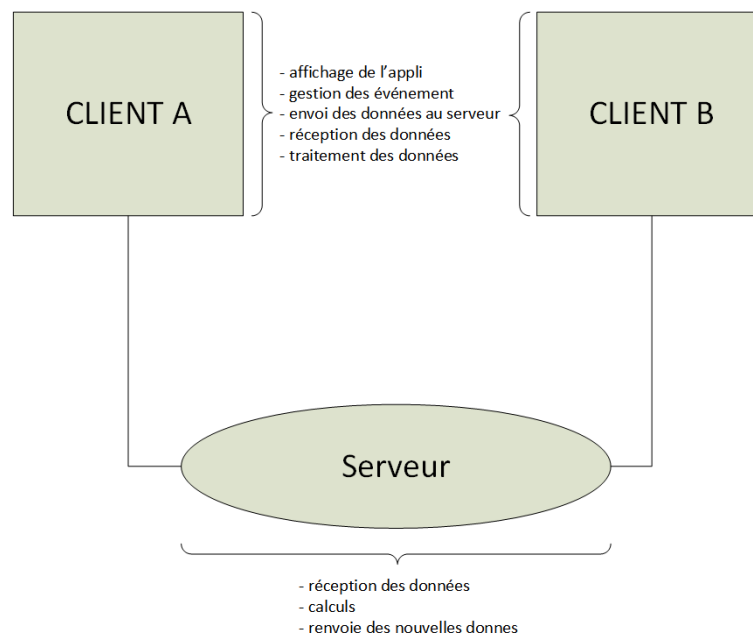 CLIENT A
- affichage de l'appli
- gestion des événement
- envoi des données au serveur
- réception des données
- traitement des données
CLIENT B
Serveur
- réception des données
- calculs
- renvoie des nouvelles donnes